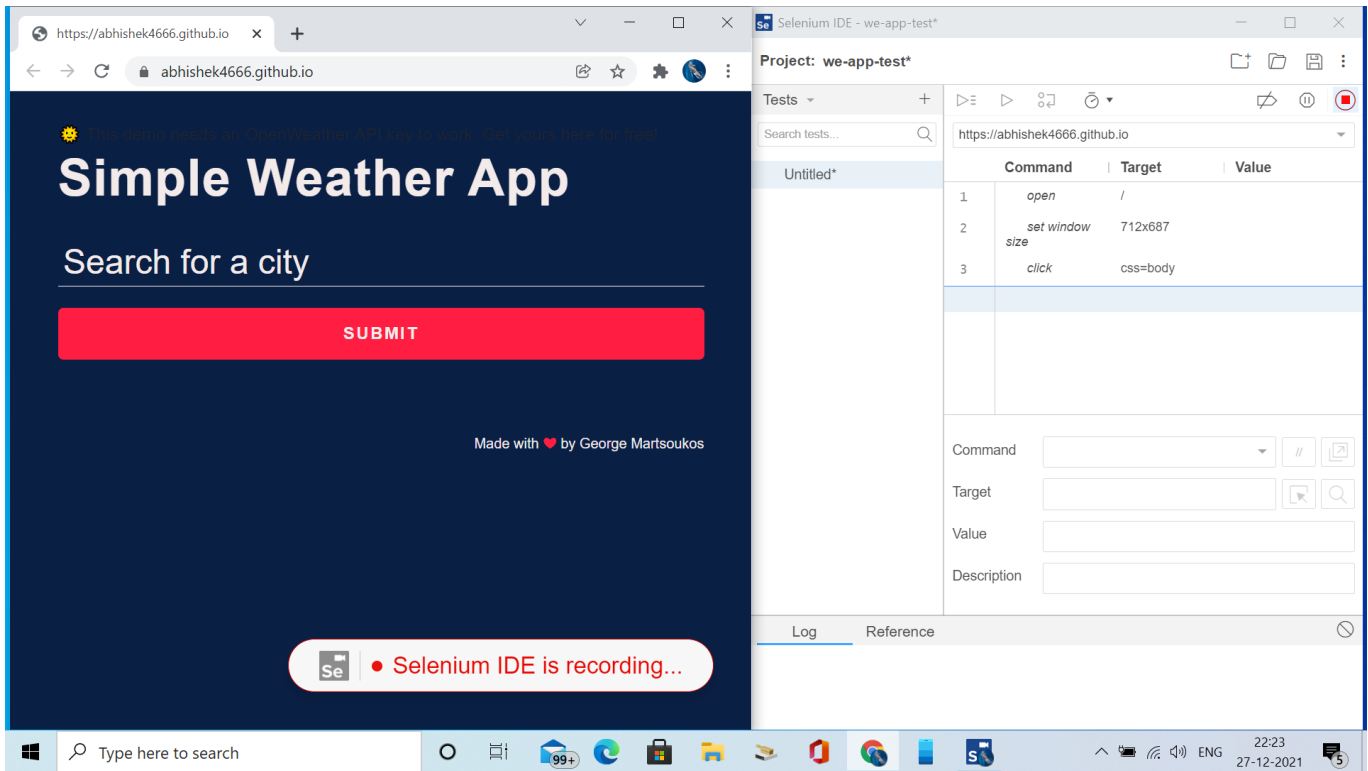 https://abhishek4666.github.io
abhishek4666.github.io
This demo needs an OpenWeather API key to work. Get yours here for free!
Simple Weather App
Search for a city
SUBMIT
Made with ❤ by George Martsoukos
Se
Selenium IDE is recording...
Se Selenium IDE - we-app-test*
Project: we-app-test*
Tests
Search tests...
Untitled*
https://abhishek4666.github.io
Command Target Value
1 open /
2 set window size 712x687
3 click css=body
Command
//
Target
Value
Description
Log Reference
Type here to search
99+
ENG
22:23
27-12-2021
5